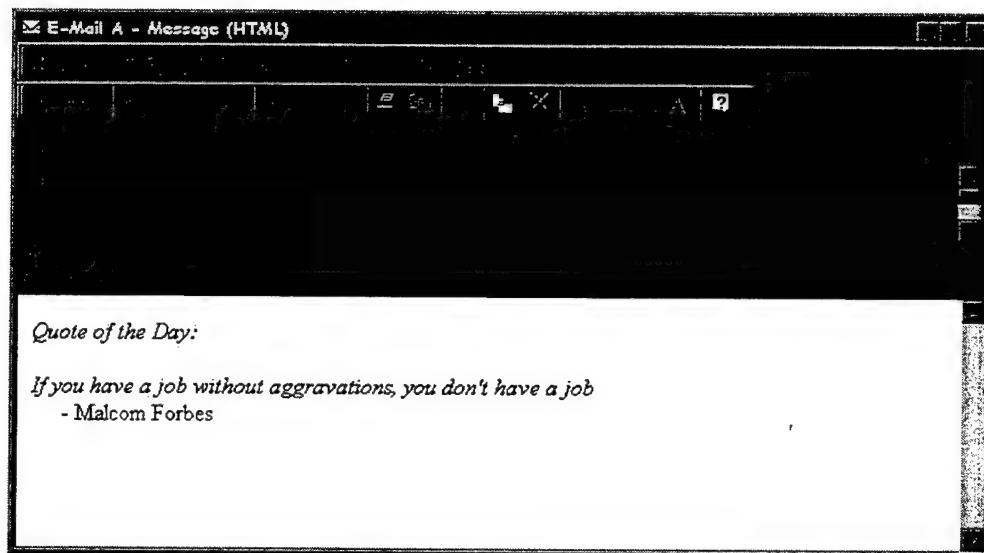 E-Mail A - Message (HTML)
Quote of the Day:
If you have a job without aggravations, you don't have a job
- Malcom Forbes